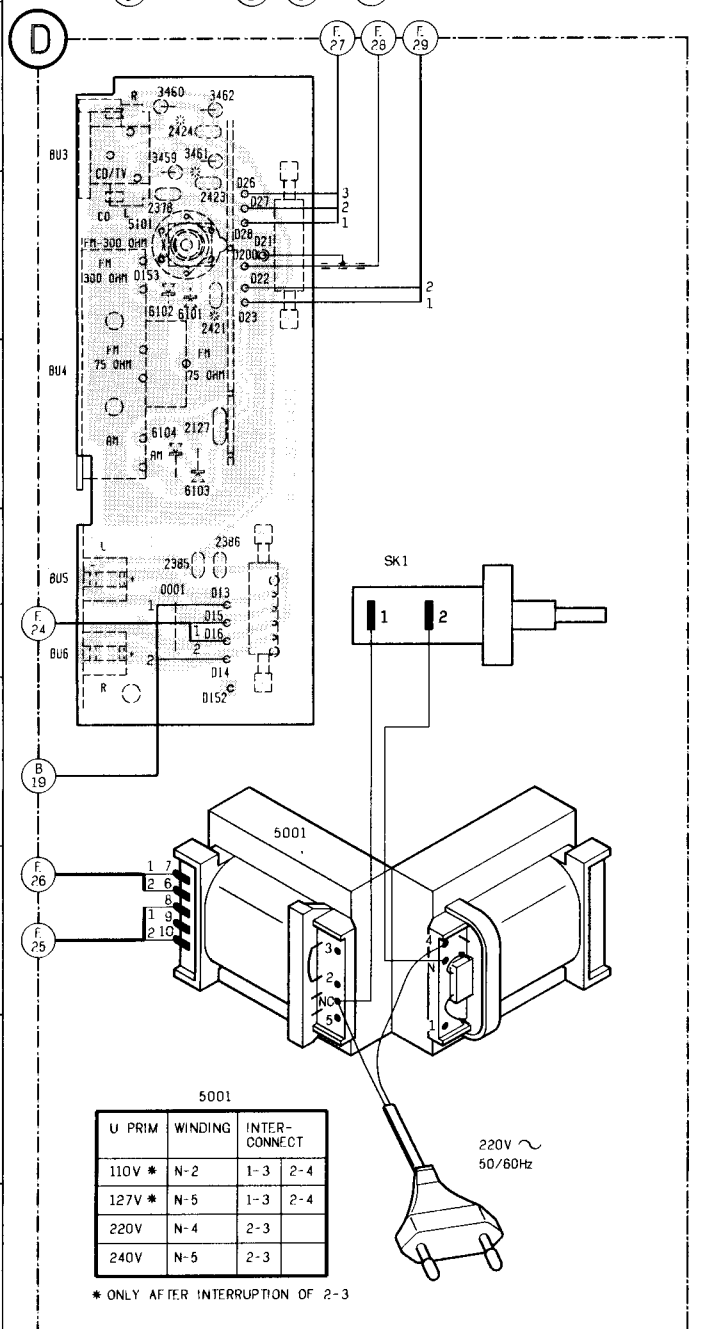 D
F. 27
F. 28
F. 29
R
3460
3462
2424
BU3
3459
3461
CD/TV
D26
3
D27
2
2378
2423
CD
L
1
5101
D28
D21
FM-300 OHM
D200
FM
300 OHM
D153
D22
2
1
D23
6102
6101
2421
FM
75 OHM
FM
75 OHM
BU4
AM
6104
AM
2127
6103
L
2385
2386
SK1
BU5
0001
D13
1
D15
1
2
F. 24
1
D16
BU6
2
2
D14
R
D152
B 19
5001
F. 26
1 7
2 6
8
1 9
F. 25
2 10
3
4
2
N
NC
5
1
5001
U PRIM WINDING INTER-CONNECT
110V * N-2 1-3 2-4
127V * N-5 1-3 2-4
220V N-4 2-3
240V N-5 2-3
* ONLY AFTER INTERRUPTION OF 2-3
220V ~
50/60Hz